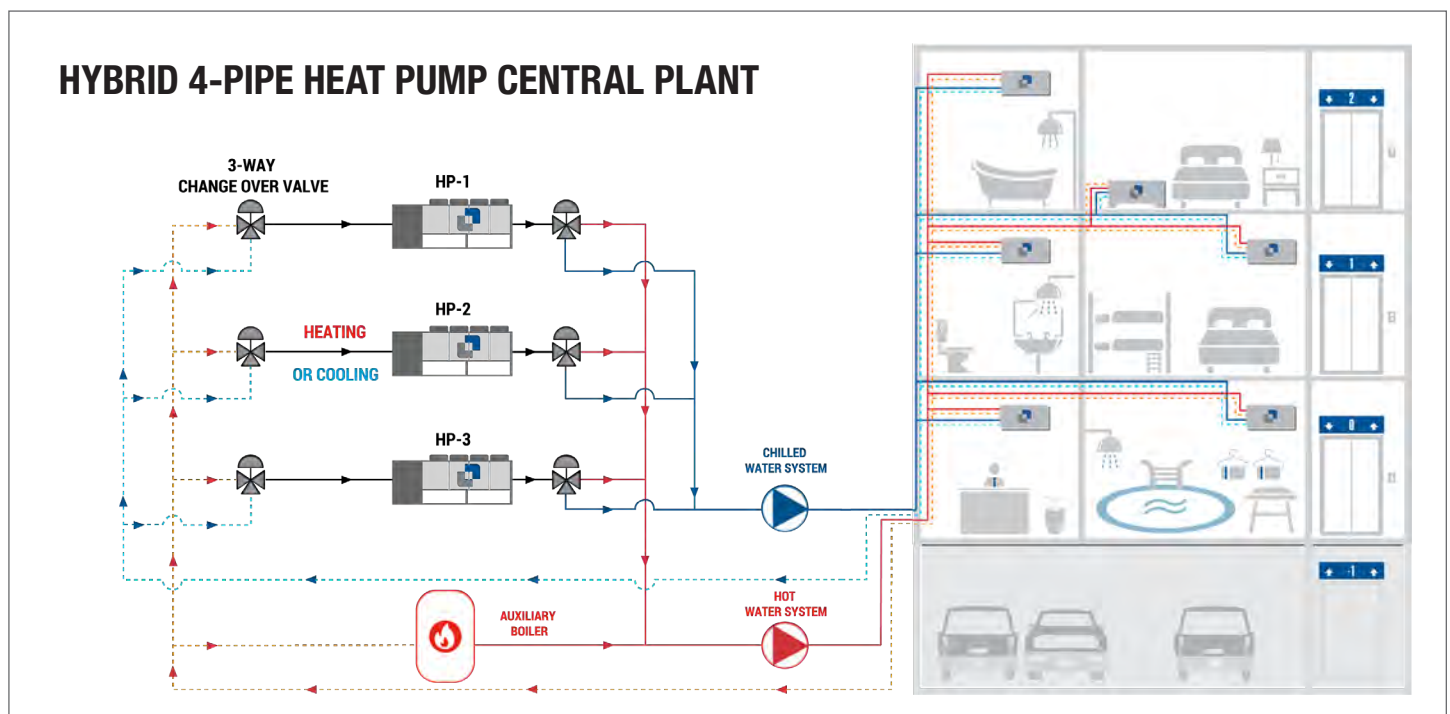 HYBRID 4-PIPE HEAT PUMP CENTRAL PLANT
3-WAY
CHANGE OVER VALVE
HP-1
HP-2
HEATING
OR COOLING
HP-3
CHILLED
WATER SYSTEM
AUXILIARY
BOILER
HOT
WATER SYSTEM
2
1
0
-1